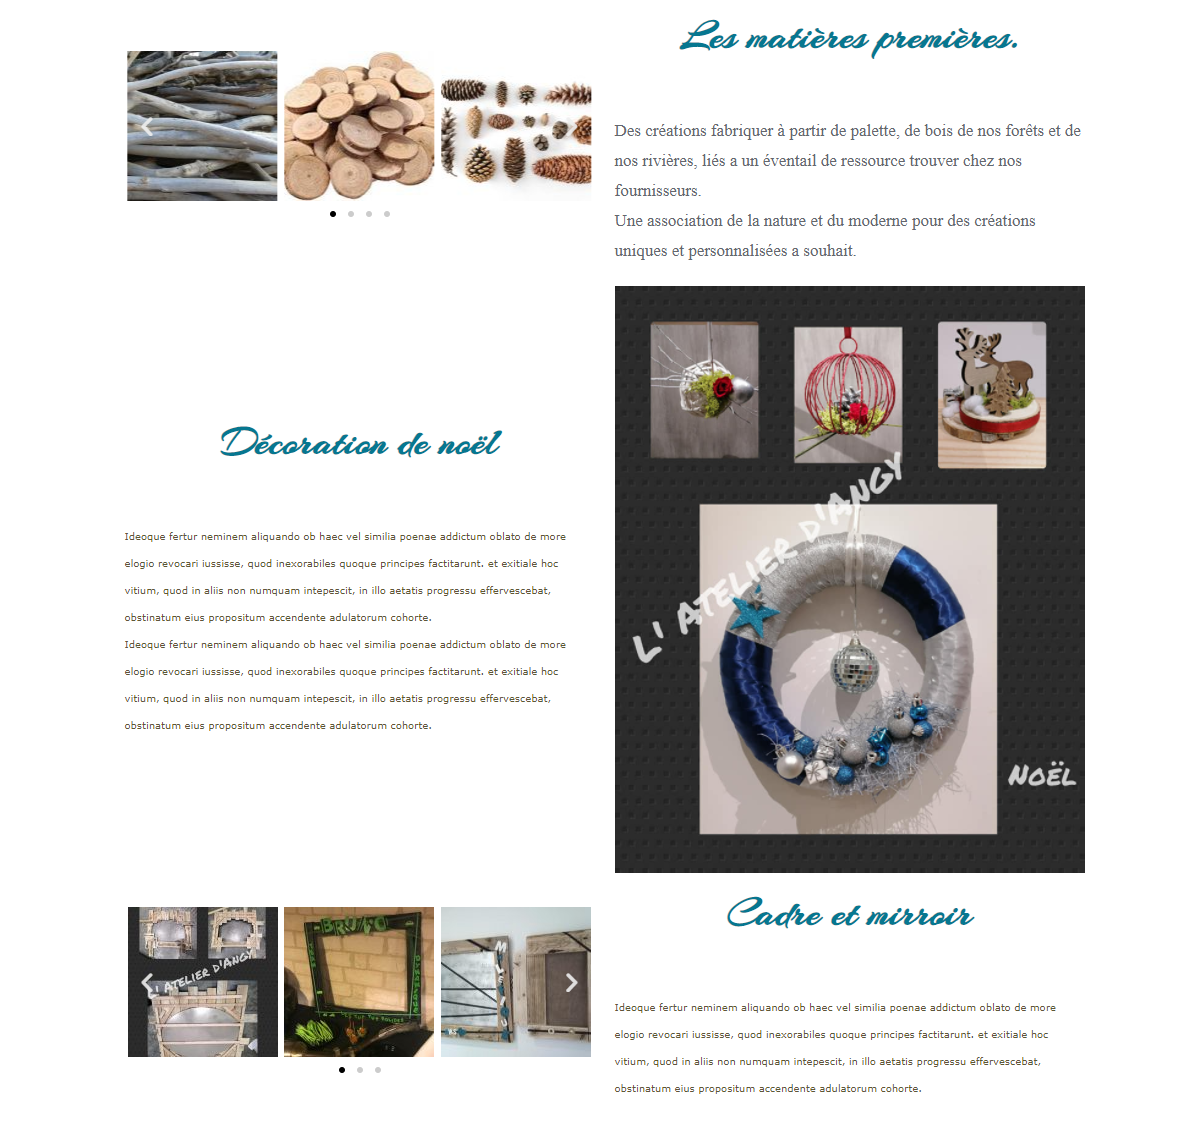 Les matières premières.
Des créations fabriquer à partir de palette, de bois de nos forêts et de
nos rivières, liés a un éventail de ressource trouver chez nos
fournisseurs.
Une association de la nature et du moderne pour des créations
uniques et personnalisées a souhait.
Décoration de noël
Ideoque fertur neminem aliquando ob haec vel similia poenae addictum oblato de more
elogio revocari iussisse, quod inexorabiles quoque principes factitarunt. et exitiale hoc
vitium, quod in aliis non numquam intepescit, in illo aetatis progressu effervescebat,
obstinatum eius propositum accendente adulatorum cohorte.
Ideoque fertur neminem aliquando ob haec vel similia poenae addictum oblato de more
elogio revocari iussisse, quod inexorabiles quoque principes factitarunt. et exitiale hoc
vitium, quod in aliis non numquam intepescit, in illo aetatis progressu effervescebat,
obstinatum eius propositum accendente adulatorum cohorte.
L' ATELIER D'ANGY
NOËL
L' ATELIER D'ANGY
BRUNO
Cadre et mirroir
Ideoque fertur neminem aliquando ob haec vel similia poenae addictum oblato de more
elogio revocari iussisse, quod inexorabiles quoque principes factitarunt. et exitiale hoc
vitium, quod in aliis non numquam intepescit, in illo aetatis progressu effervescebat,
obstinatum eius propositum accendente adulatorum cohorte.